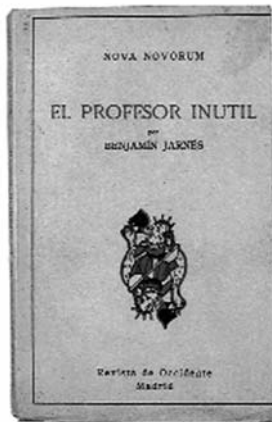 NOVA NOVORUM
EL PROFESOR INUTIL
por
BENJAMÍN JARNÉS
Revista de Occidente
Madrid